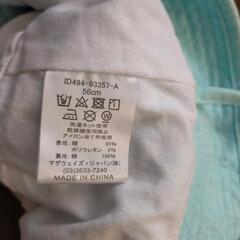 ID494-93357-A
56cm
洗濯ネット使用
乾燥機使用禁止
アイロン当て布使用
表地: 綿 95%
ポリウレタン 5%
裏地: 綿 100%
マザウェイズ・ジャパン(株)
(03)3633-7240
MADE IN CHINA